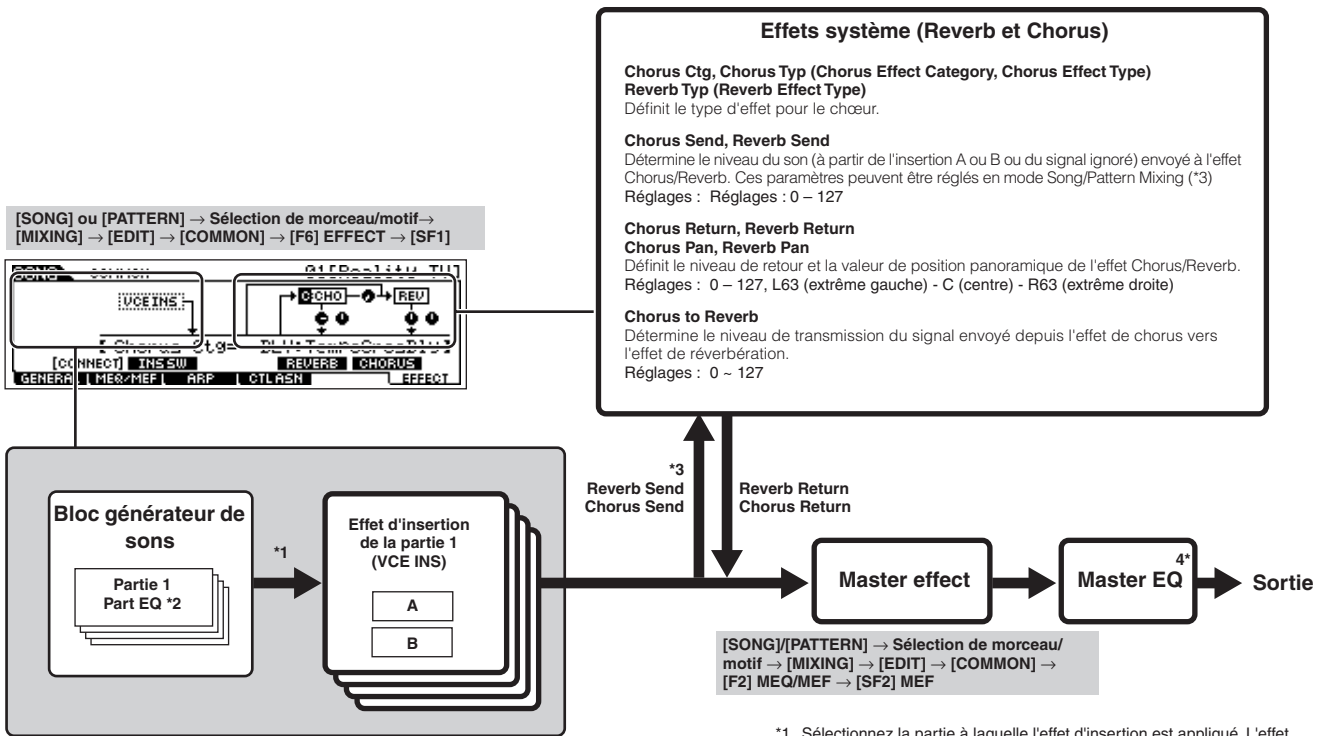 Effets système (Reverb et Chorus)
Chorus Ctg, Chorus Typ (Chorus Effect Category, Chorus Effect Type)
Reverb Typ (Reverb Effect Type)
Définit le type d'effet pour le chœur.
Chorus Send, Reverb Send
Détermine le niveau du son (à partir de l'insertion A ou B ou du signal ignoré) envoyé à l'effet
Chorus/Reverb. Ces paramètres peuvent être réglés en mode Song/Pattern Mixing (*3)
Réglages : Réglages : 0 – 127
Chorus Return, Reverb Return
Chorus Pan, Reverb Pan
Définit le niveau de retour et la valeur de position panoramique de l'effet Chorus/Reverb.
Réglages : 0 – 127, L63 (extrême gauche) - C (centre) - R63 (extrême droite)
Chorus to Reverb
Détermine le niveau de transmission du signal envoyé depuis l'effet de chorus vers
l'effet de réverbération.
Réglages : 0 ~ 127
[SONG] ou [PATTERN] → Sélection de morceau/motif→
[MIXING] → [EDIT] → [COMMON] → [F6] EFFECT → [SF1]
SONG COMMON 01[Reality TV]
VCEINS C:CHO REV
[ Chorus Ctg= DLY:TempoCrosDly]
[CONNECT] INS SW REVERB CHORUS
GENERAL MEQ/MEF ARP CTLASN EFFECT
*3
Reverb Send
Chorus Send
Reverb Return
Chorus Return
Bloc générateur de
sons
Partie 1
Part EQ *2
*1
Effet d'insertion
de la partie 1
(VCE INS)
A
B
Master effect
Master EQ
4*
Sortie
[SONG]/[PATTERN] → Sélection de morceau/
motif → [MIXING] → [EDIT] → [COMMON] →
[F2] MEQ/MEF → [SF2] MEF
*1 Sélectionnez la partie à laquelle l'effet d'insertion est appliqué. L'effet